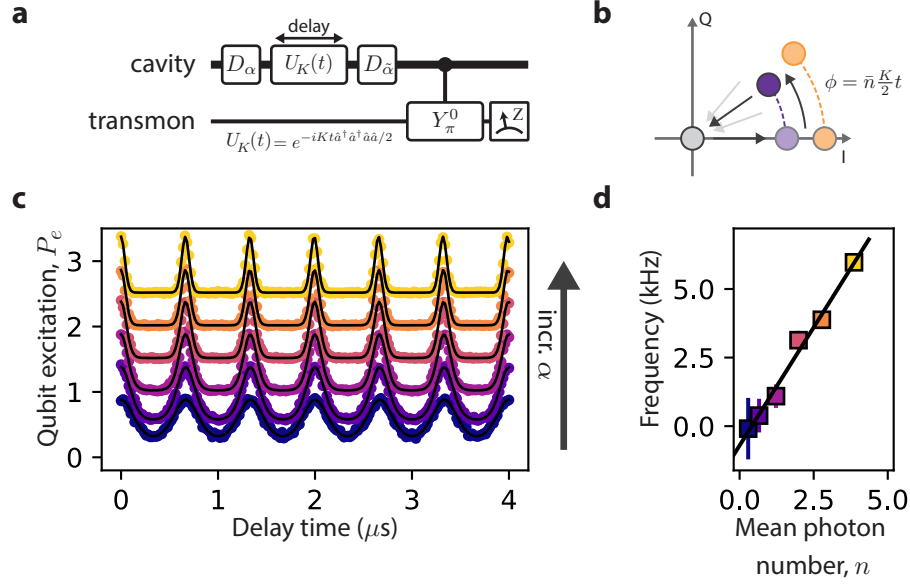 a
delay
cavity
D_α
U_K(t)
D_α̃
transmon
Y_π^0
Z
U_K(t) = e^{-iKtâ†â†ââ/2}
b
Q
I
ϕ = n̄ K/2 t
c
Qubit excitation, P_e
3
2
1
0
0 1 2 3 4
Delay time (μs)
incr. α
d
Frequency (kHz)
5.0
2.5
0.0
0.0 2.5 5.0
Mean photon
number, n